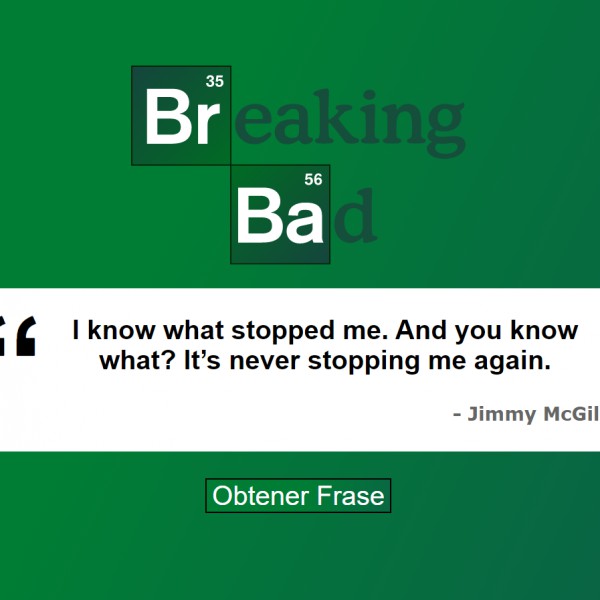 35
Breaking
56
Bad
“
I know what stopped me. And you know
what? It’s never stopping me again.
- Jimmy McGil
Obtener Frase